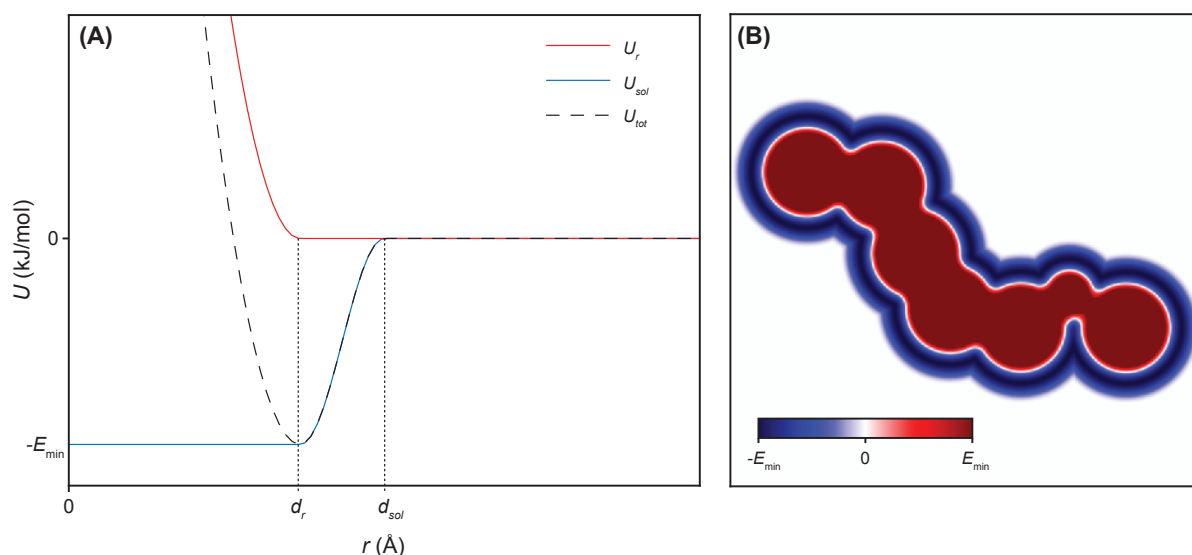 (A)
U_r
U_sol
U_tot
U (kJ/mol)
0
-E_min
0
d_r
d_sol
r (Å)
(B)
-E_min
0
E_min